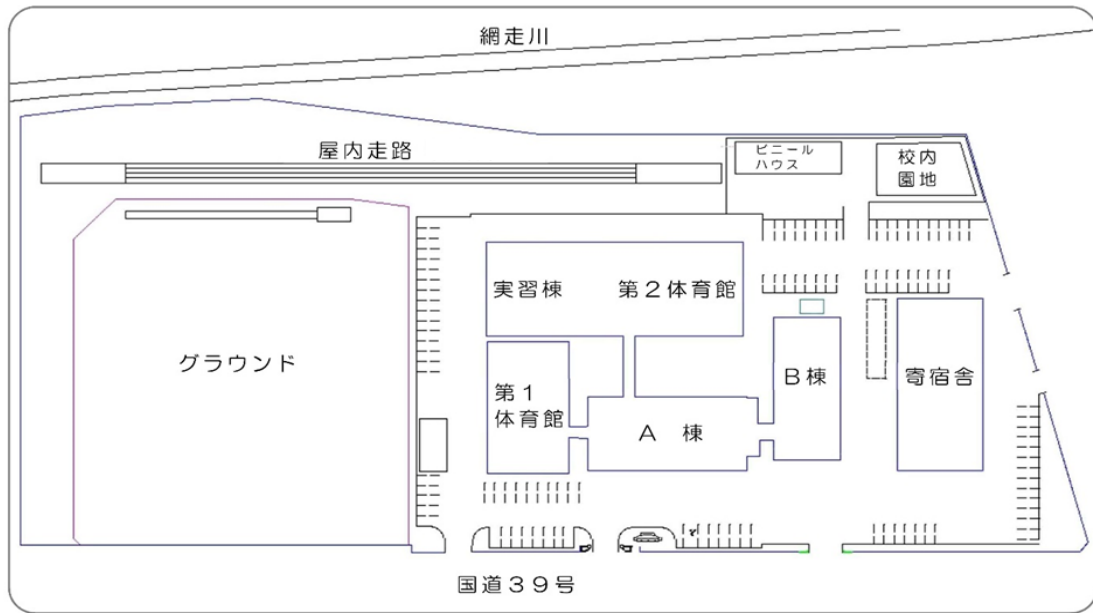 網走川
屋内走路
ビニール
ハウス
校内
園地
実習棟
第２体育館
グラウンド
第１
体育館
Ａ　棟
Ｂ棟
寄宿舎
国道３９号